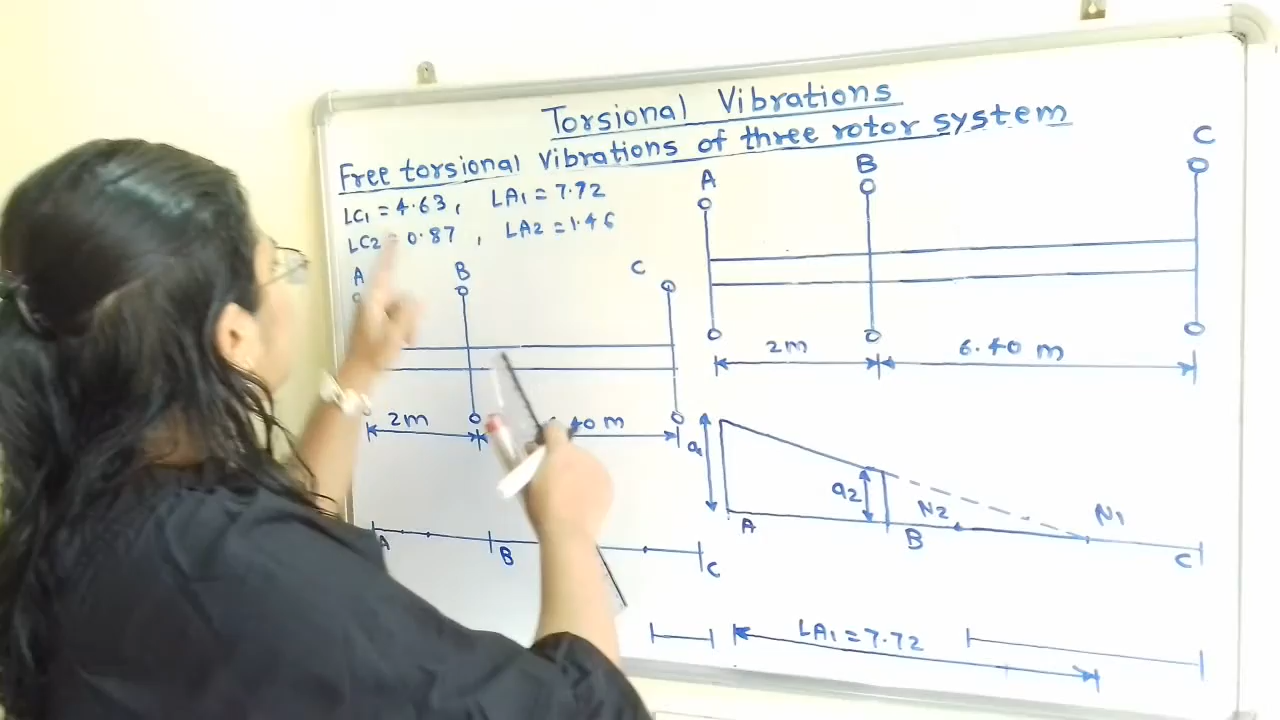 Torsional Vibrations
Free torsional vibrations of three rotor system
LC1 = 4.63, LA1 = 7.72
LC2 = 0.87, LA2 = 1.46
A B C
2m 40 m
A B C
A B C
2m 6.40 m
a2 N2 N1
A B C
LA1 = 7.72